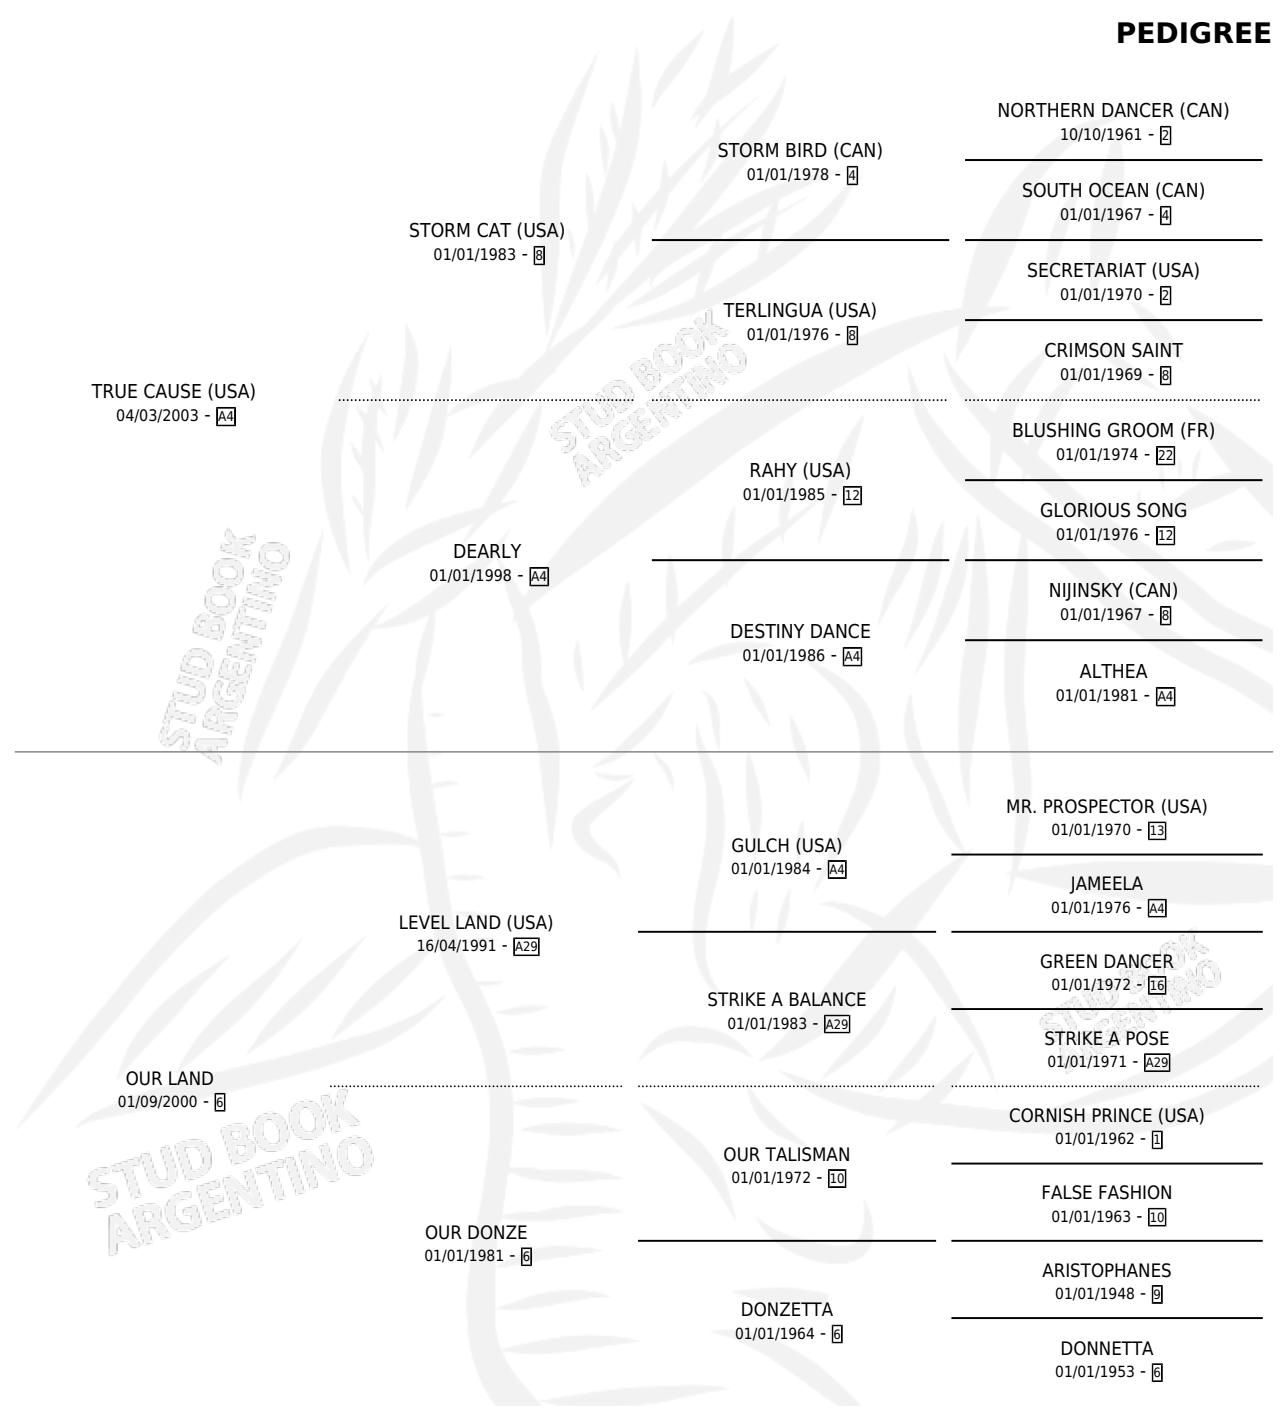 PEDIGREE
NORTHERN DANCER (CAN)
10/10/1961 - 2
STORM BIRD (CAN)
01/01/1978 - 4
SOUTH OCEAN (CAN)
01/01/1967 - 4
STORM CAT (USA)
01/01/1983 - 8
SECRETARIAT (USA)
01/01/1970 - 2
TERLINGUA (USA)
01/01/1976 - 8
CRIMSON SAINT
01/01/1969 - 8
TRUE CAUSE (USA)
04/03/2003 - A4
BLUSHING GROOM (FR)
01/01/1974 - 22
RAHY (USA)
01/01/1985 - 12
GLORIOUS SONG
01/01/1976 - 12
DEARLY
01/01/1998 - A4
NIJINSKY (CAN)
01/01/1967 - 8
DESTINY DANCE
01/01/1986 - A4
ALTHEA
01/01/1981 - A4
STUD BOOK
ARGENTINO
STUD BOOK
ARGENTINO
MR. PROSPECTOR (USA)
01/01/1970 - 13
GULCH (USA)
01/01/1984 - A4
JAMEELA
01/01/1976 - A4
LEVEL LAND (USA)
16/04/1991 - A29
GREEN DANCER
01/01/1972 - 16
STRIKE A BALANCE
01/01/1983 - A29
STRIKE A POSE
01/01/1971 - A29
STUD BOOK
ARGENTINO
OUR LAND
01/09/2000 - 6
CORNISH PRINCE (USA)
01/01/1962 - 1
OUR TALISMAN
01/01/1972 - 10
FALSE FASHION
01/01/1963 - 10
STUD BOOK
ARGENTINO
OUR DONZE
01/01/1981 - 6
ARISTOPHANES
01/01/1948 - 9
DONZETTA
01/01/1964 - 6
DONNETTA
01/01/1953 - 6